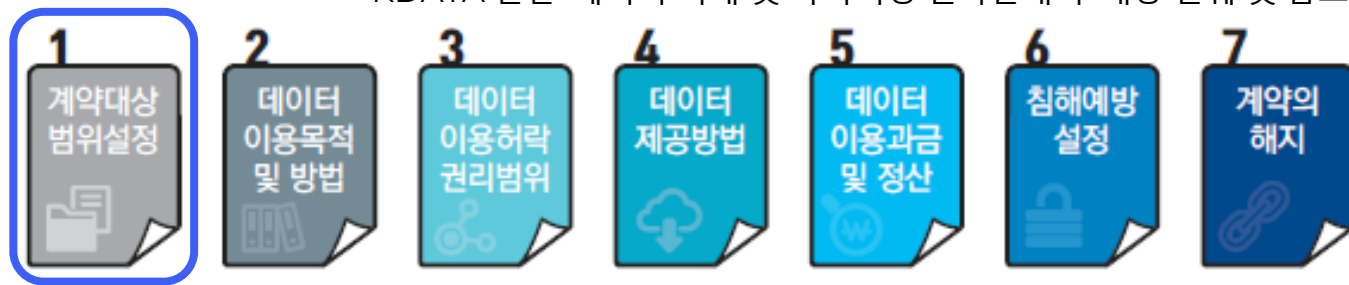 1
계약대상
범위설정
2
데이터
이용목적
및 방법
3
데이터
이용허락
권리범위
4
데이터
제공방법
5
데이터
이용과금
및 정산
6
침해예방
설정
7
계약의
해지